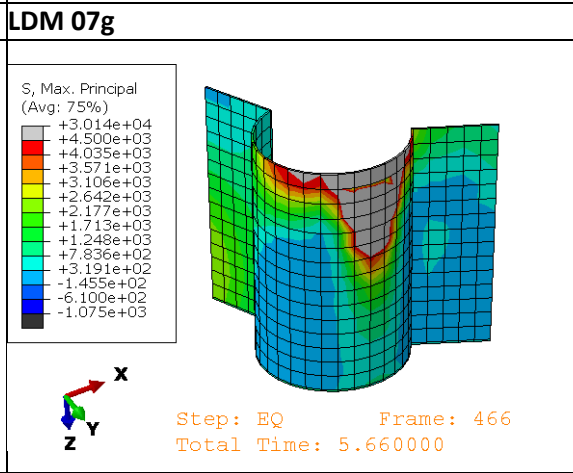 LDM 07g
S, Max. Principal
(Avg: 75%)
+3.014e+04
+4.500e+03
+4.035e+03
+3.571e+03
+3.106e+03
+2.642e+03
+2.177e+03
+1.713e+03
+1.248e+03
+7.836e+02
+3.191e+02
-1.455e+02
-6.100e+02
-1.075e+03
X
Y
Z
Step: EQ Frame: 466
Total Time: 5.660000